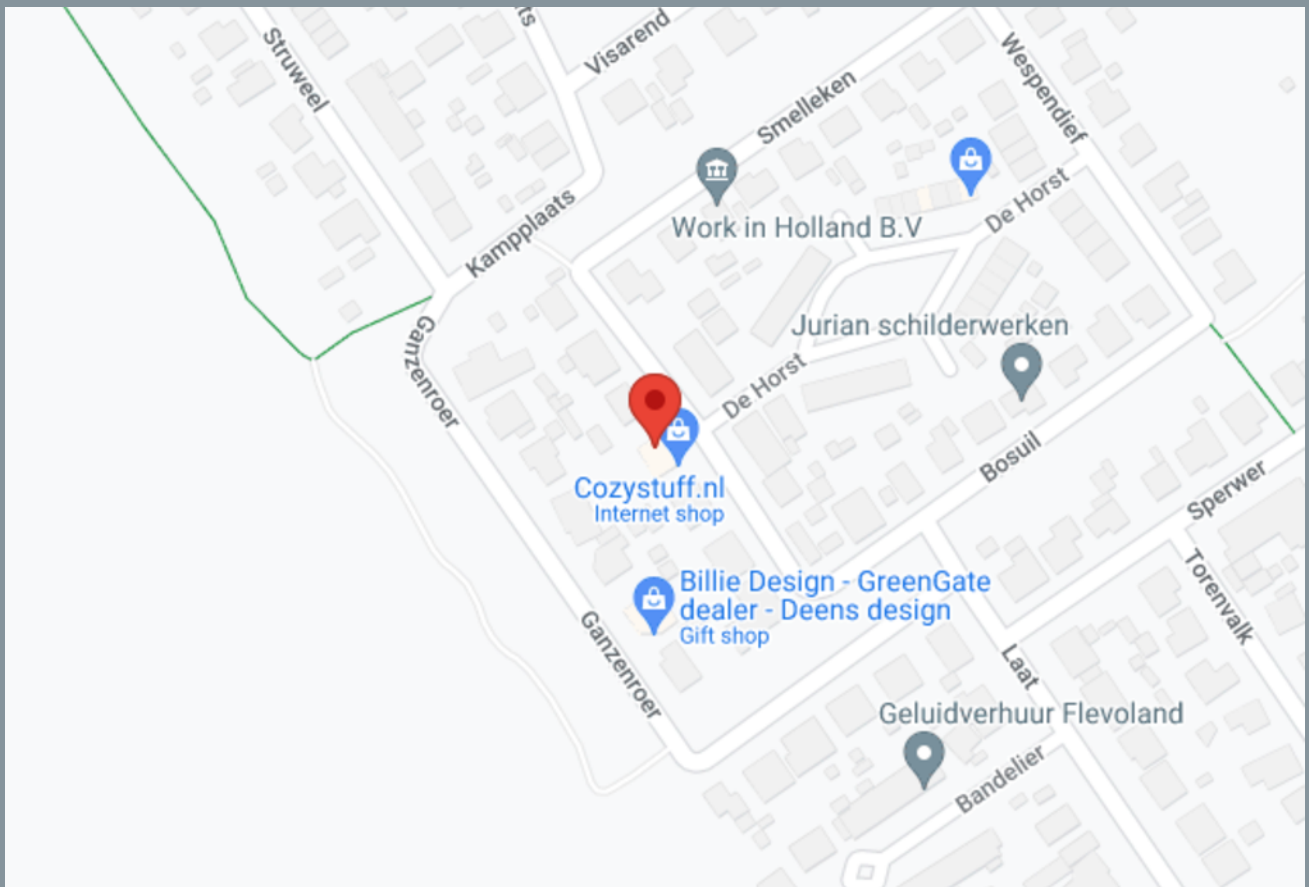 ts
Visarend
Struweel
Wespendief
Smelleken
Kampplaats
De Horst
Work in Holland B.V
Jurian schilderwerken
Ganzenroer
De Horst
Bosuil
Sperwer
Cozystuff.nl
Internet shop
Billie Design - GreenGate
dealer - Deens design
Gift shop
Torenvalk
Ganzenroer
Laat
Geluidverhuur Flevoland
Bandelier